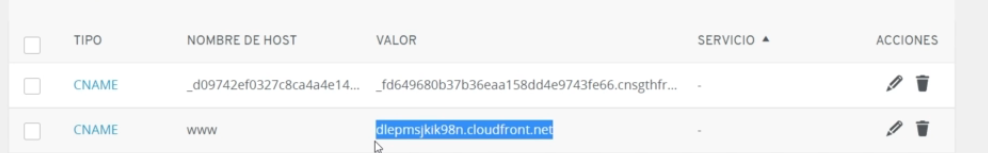 TIPO NOMBRE DE HOST VALOR SERVICIO ▲ ACCIONES
CNAME _d09742ef0327c8ca4a4e14... _fd649680b37b36eaa158dd4e9743fe66.cnsgthfr... -
CNAME www dlepmsjkik98n.cloudfront.net -